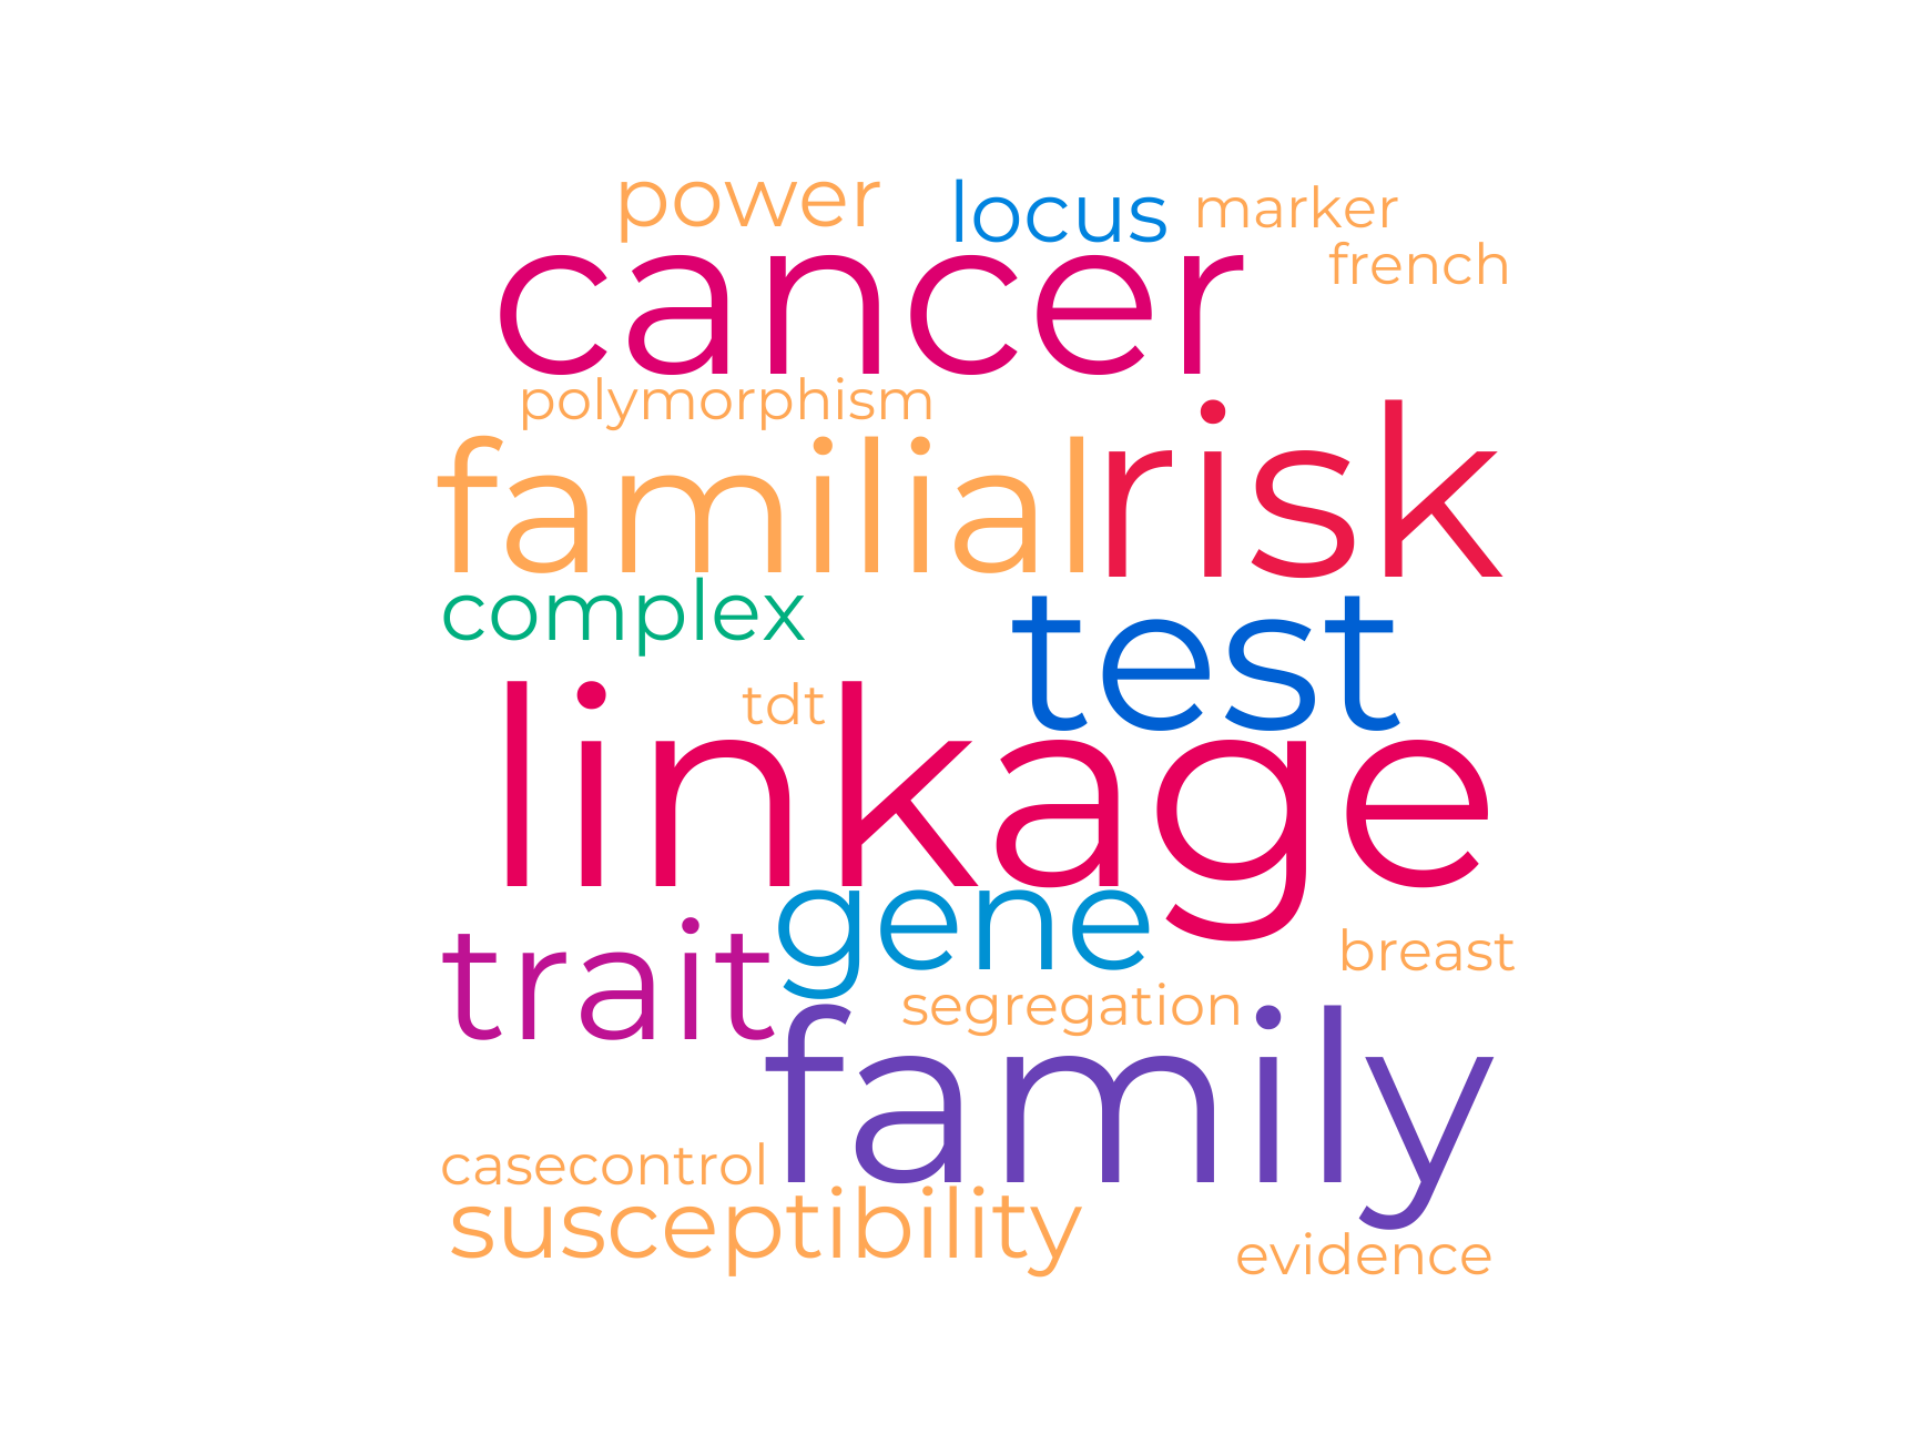 power locus marker
french
cancer
polymorphism
familial risk
complex test
tdt
linkage
gene
trait breast
segregation
family
casecontrol
susceptibility
evidence